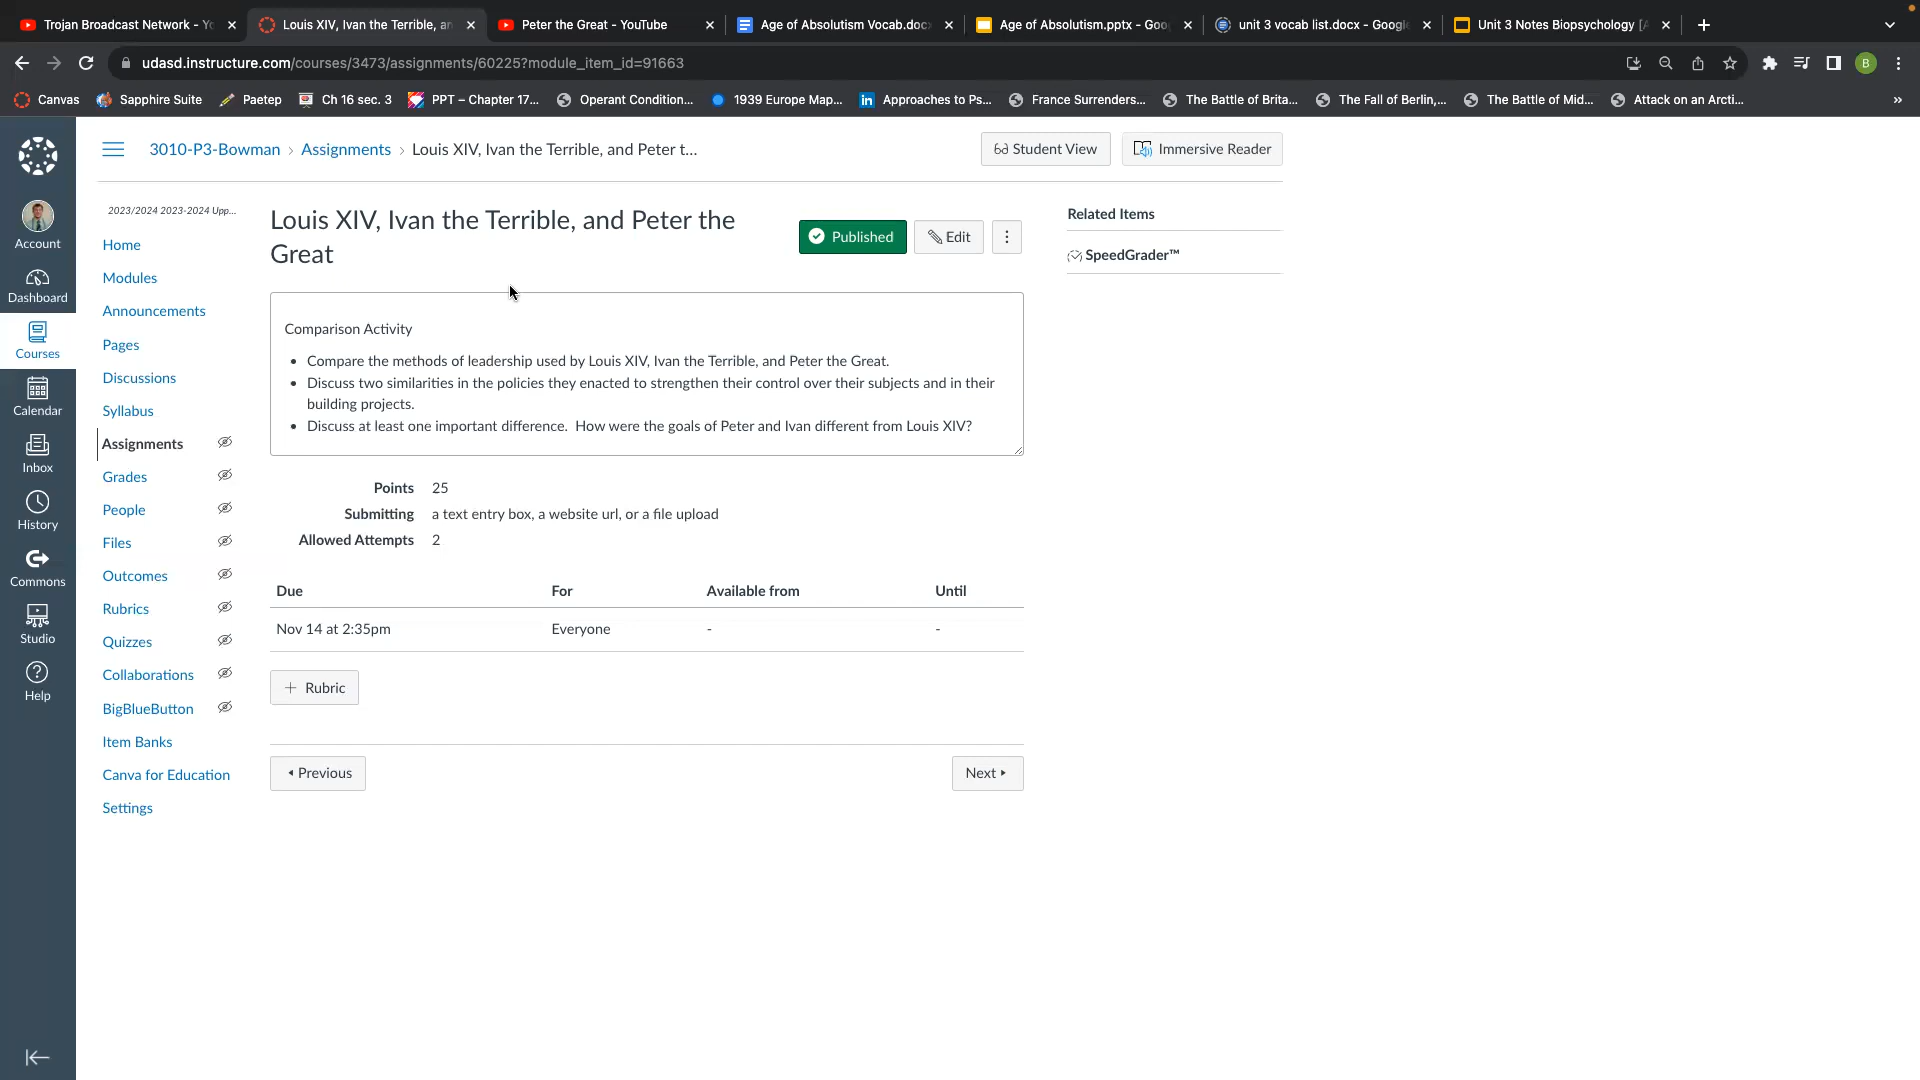 Trojan Broadcast Network - Yo
Louis XIV, Ivan the Terrible, an
Peter the Great - YouTube
Age of Absolutism Vocab.docx
Age of Absolutism.pptx - Goo
unit 3 vocab list.docx - Google
Unit 3 Notes Biopsychology [A
udasd.instructure.com/courses/3473/assignments/60225?module_item_id=91663
B
Canvas
Sapphire Suite
Paetep
Ch 16 sec. 3
PPT – Chapter 17...
Operant Condition...
1939 Europe Map...
Approaches to Ps...
France Surrenders...
The Battle of Brita...
The Fall of Berlin,...
The Battle of Mid...
Attack on an Arcti...
»
Account
Dashboard
Courses
Calendar
Inbox
History
Commons
Studio
Help
3010-P3-Bowman › Assignments › Louis XIV, Ivan the Terrible, and Peter t...
Student View
Immersive Reader
2023/2024 2023-2024 Upp...
Home
Modules
Announcements
Pages
Discussions
Syllabus
Assignments
Grades
People
Files
Outcomes
Rubrics
Quizzes
Collaborations
BigBlueButton
Item Banks
Canva for Education
Settings
Louis XIV, Ivan the Terrible, and Peter the
Great
Published
Edit
Comparison Activity
• Compare the methods of leadership used by Louis XIV, Ivan the Terrible, and Peter the Great.
• Discuss two similarities in the policies they enacted to strengthen their control over their subjects and in their
building projects.
• Discuss at least one important difference.  How were the goals of Peter and Ivan different from Louis XIV?
Points 25
Submitting a text entry box, a website url, or a file upload
Allowed Attempts 2
Due For Available from Until
Nov 14 at 2:35pm Everyone - -
+ Rubric
Previous
Next
Related Items
SpeedGrader™